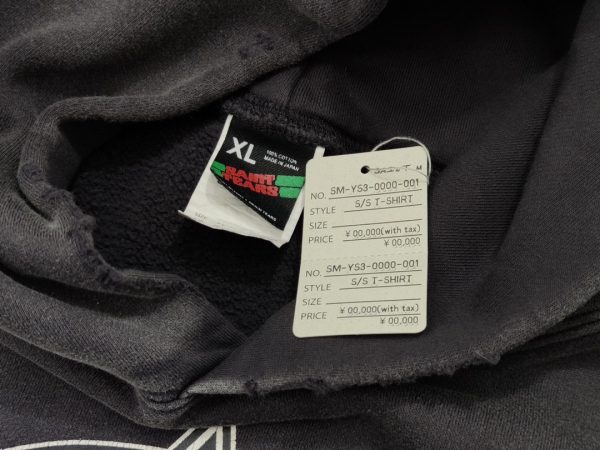 XL
100% COTTON
MADE IN JAPAN
SAINT
TEARS
SAINT M
NO. SM-YS3-0000-001
STYLE S/S T-SHIRT
SIZE
PRICE ¥00,000(with tax)
¥00,000
NO. SM-YS3-0000-001
STYLE S/S T-SHIRT
SIZE
PRICE ¥00,000(with tax)
¥00,000